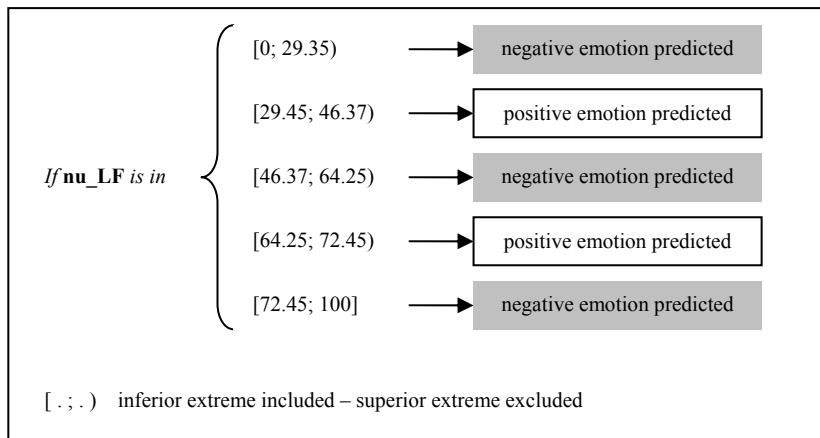 [0; 29.35) negative emotion predicted
[29.45; 46.37) positive emotion predicted
If nu_LF is in [46.37; 64.25) negative emotion predicted
[64.25; 72.45) positive emotion predicted
[72.45; 100] negative emotion predicted
[ . ; . ) inferior extreme included – superior extreme excluded